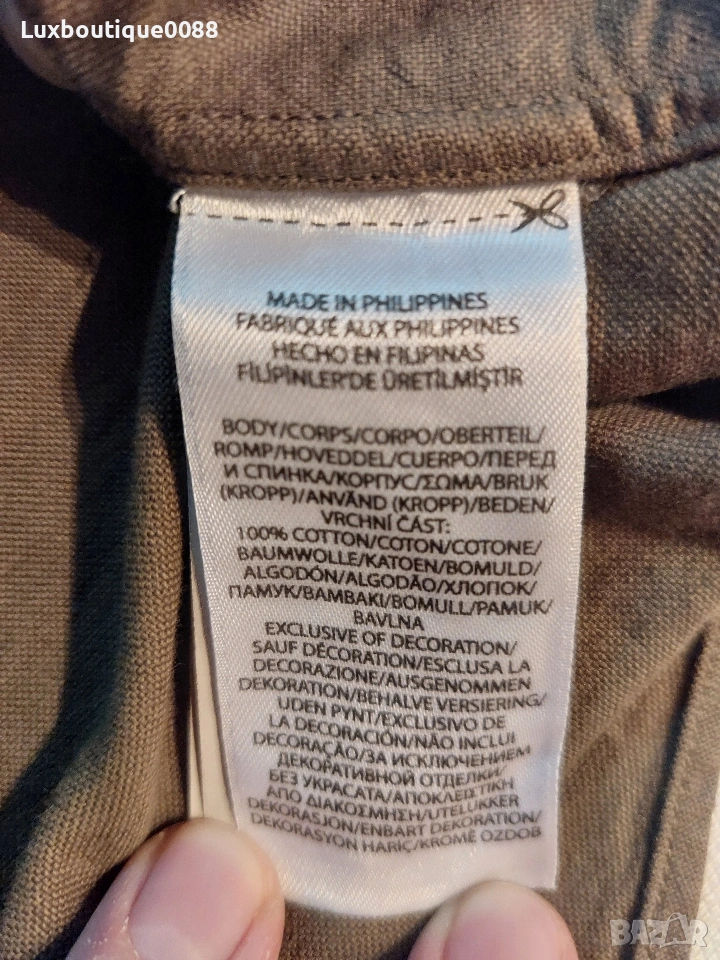 Luxboutique0088
MADE IN PHILIPPINES
FABRIQUÉ AUX PHILIPPINES
HECHO EN FILIPINAS
FİLİPİNLER'DE ÜRETİLMİŞTİR
BODY/CORPS/CORPO/OBERTEIL/
ROMP/HOVEDDEL/CUERPO/ПЕРЕД
И СПИНКА/КОРПУС/ΣΩΜΑ/BRUK
(KROPP)/ANVÄND (KROPP)/BEDEN/
VRCHNÍ ČÁST:
100% COTTON/COTON/COTONE/
BAUMWOLLE/KATOEN/BOMULD/
ALGODÓN/ALGODÃO/ХЛОПОК/
ПАМУК/BAMBAKI/BOMULL/PAMUK/
BAVLNA
EXCLUSIVE OF DECORATION/
SAUF DÉCORATION/ESCLUSA LA
DECORAZIONE/AUSGENOMMEN
DEKORATION/BEHALVE VERSIERING/
UDEN PYNT/EXCLUSIVO DE
LA DECORACIÓN/NÃO INCLUI
DECORAÇÃO/ЗА ИСКЛЮЧЕНИЕМ
ДЕКОРАТИВНОЙ ОТДЕЛКИ/
БЕЗ УКРАСАТА/ΑΠΟΚΛΕΙΣΤΙΚΗ
ΑΠΟ ΔΙΑΚΟΣΜΗΣΗ/UTELUKKER
DEKORASJON/ENBART DEKORATION/
DEKORASYON HARİÇ/KROMĚ OZDOB
BAZAR